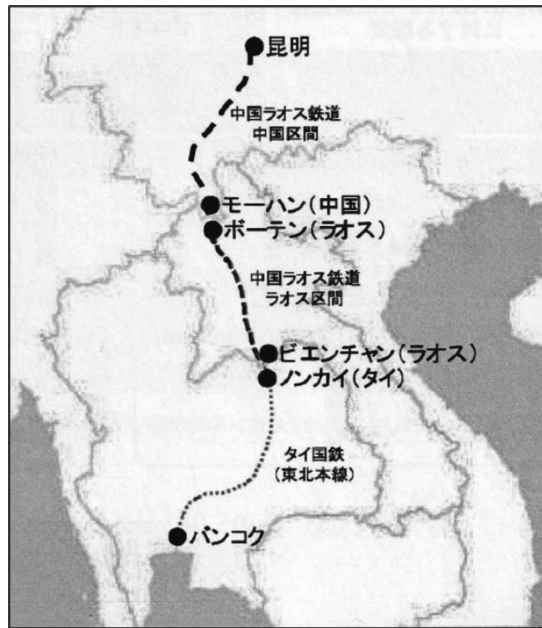 昆明
中国ラオス鉄道
中国区間
モーハン(中国)
ボーテン(ラオス)
中国ラオス鉄道
ラオス区間
ビエンチャン(ラオス)
ノンカイ(タイ)
タイ国鉄
(東北本線)
バンコク